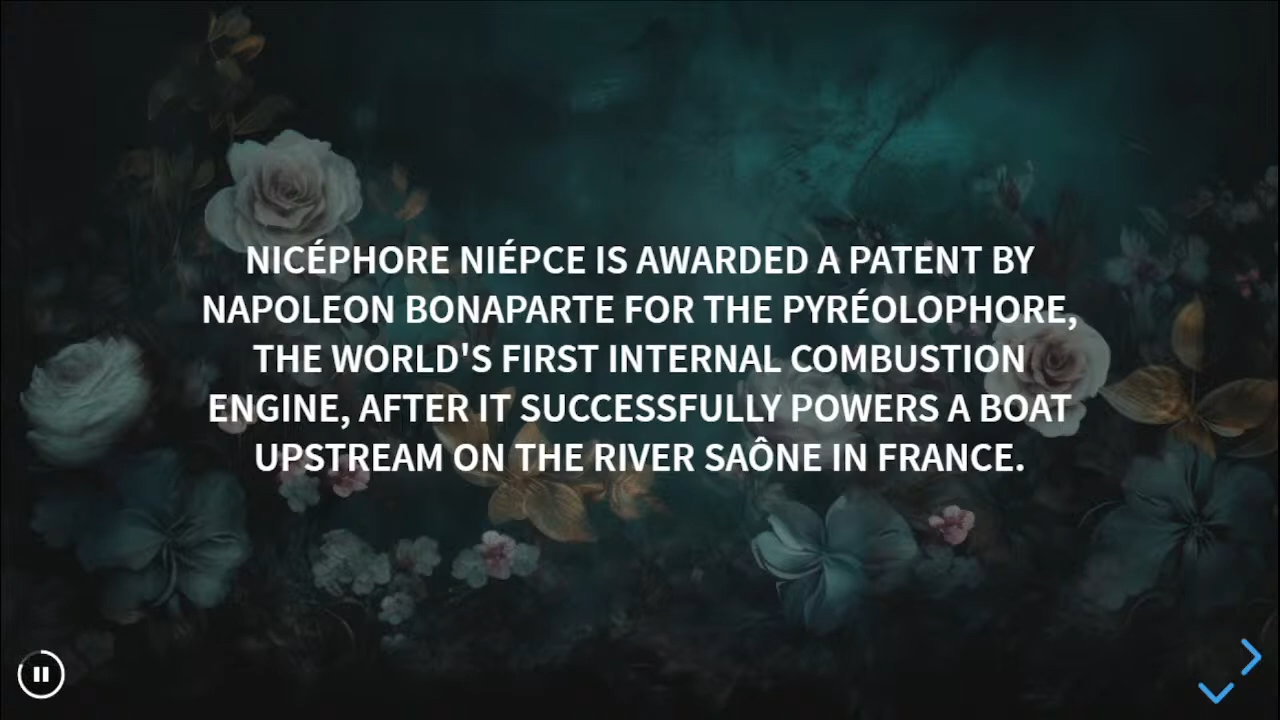 NICÉPHORE NIÉPCE IS AWARDED A PATENT BY
NAPOLEON BONAPARTE FOR THE PYRÉOLOPHORE,
THE WORLD'S FIRST INTERNAL COMBUSTION
ENGINE, AFTER IT SUCCESSFULLY POWERS A BOAT
UPSTREAM ON THE RIVER SAÔNE IN FRANCE.